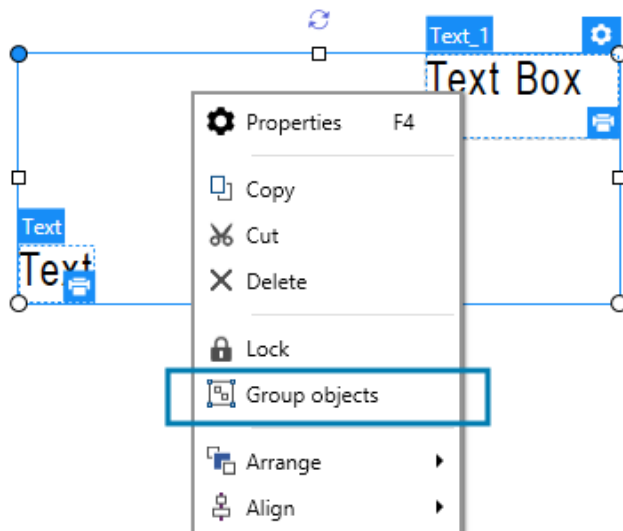 Text_1
Text Box
Properties F4
Copy
Text
Cut
Text
Delete
Lock
Group objects
Arrange
Align